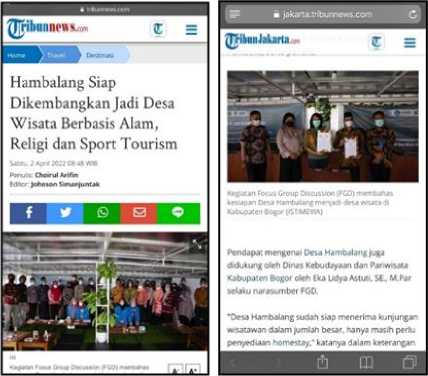 tribunnews.com
Tribunnews.com
Home
Travel
Destinasi
Hambalang Siap
Dikembangkan Jadi Desa
Wisata Berbasis Alam,
Religi dan Sport Tourism
Sabtu, 2 April 2022 08:48 WIB
Penulis: Choirul Arifin
Editor: Johnson Simanjuntak
Kegiatan Focus Group Discussion (FGD) membahas
A- A+
jakarta.tribunnews.com
TribunJakarta.com
Kegiatan Focus Group Discussion (FGD) membahas
kesiapan Desa Hambalang menjadi desa wisata di
Kabupaten Bogor (ISTIMEWA)
Pendapat mengenai Desa Hambalang juga
didukung oleh Dinas Kebudayaan dan Pariwisata
Kabupaten Bogor oleh Eka Lidya Astuti, SE., M.Par
selaku narasumber FGD.
"Desa Hambalang sudah siap menerima kunjungan
wisatawan dalam jumlah besar, hanya masih perlu
penyediaan homestay," katanya dalam keterangan